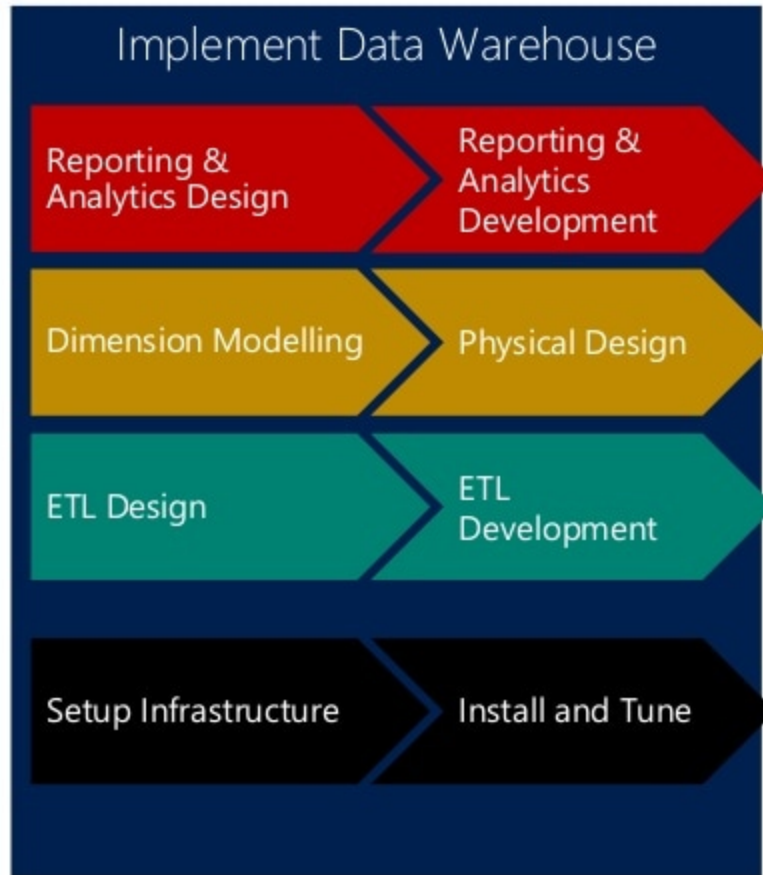 Implement Data Warehouse
Reporting &
Analytics Design
Reporting &
Analytics
Development
Dimension Modelling
Physical Design
ETL Design
ETL
Development
Setup Infrastructure
Install and Tune